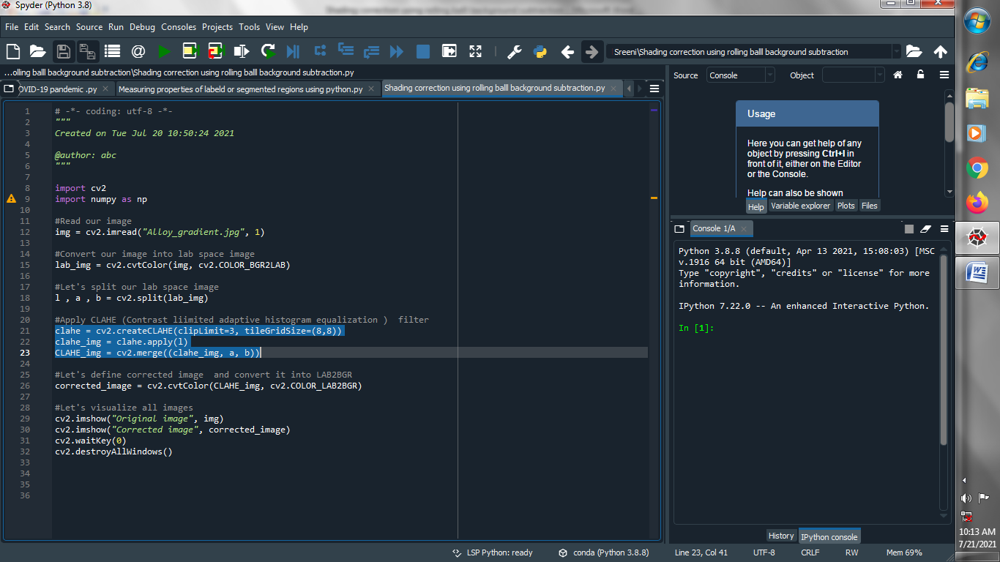 Spyder (Python 3.8)
File Edit Search Source Run Debug Consoles Projects Tools View Help
Sreeni\Shading correction using rolling ball background subtraction
...olling balll background subtraction\Shading correction using rolling balll background subtraction.py
OVID-19 pandemic .py
Measuring properties of labeld or segmented regions using python.py
Shading correction using rolling balll background subtraction.py
1 # -*- coding: utf-8 -*-
2 """
3 Created on Tue Jul 20 10:50:24 2021
4
5 @author: abc
6 """
7
8 import cv2
9 import numpy as np
10
11 #Read our image
12 img = cv2.imread("Alloy_gradient.jpg", 1)
13
14 #Convert our image into lab space image
15 lab_img = cv2.cvtColor(img, cv2.COLOR_BGR2LAB)
16
17 #Let's split our lab space image
18 l , a , b = cv2.split(lab_img)
19
20 #Apply CLAHE (Contrast liimited adaptive histogram equalization )  filter
21 clahe = cv2.createCLAHE(clipLimit=3, tileGridSize=(8,8))
22 clahe_img = clahe.apply(l)
23 CLAHE_img = cv2.merge((clahe_img, a, b))
24
25 #Let's define corrected image  and convert it into LAB2BGR
26 corrected_image = cv2.cvtColor(CLAHE_img, cv2.COLOR_LAB2BGR)
27
28 #Let's visualize all images
29 cv2.imshow("Original image", img)
30 cv2.imshow("Corrected image", corrected_image)
31 cv2.waitKey(0)
32 cv2.destroyAllWindows()
33
34
35
36
Source Console Object
Usage
Here you can get help of any
object by pressing Ctrl+I in
front of it, either on the Editor
or the Console.
Help can also be shown
Help Variable explorer Plots Files
Console 1/A
Python 3.8.8 (default, Apr 13 2021, 15:08:03) [MSC
v.1916 64 bit (AMD64)]
Type "copyright", "credits" or "license" for more
information.
IPython 7.22.0 -- An enhanced Interactive Python.
In [1]:
History IPython console
LSP Python: ready conda (Python 3.8.8) Line 23, Col 41 UTF-8 CRLF RW Mem 69%
10:13 AM
7/21/2021